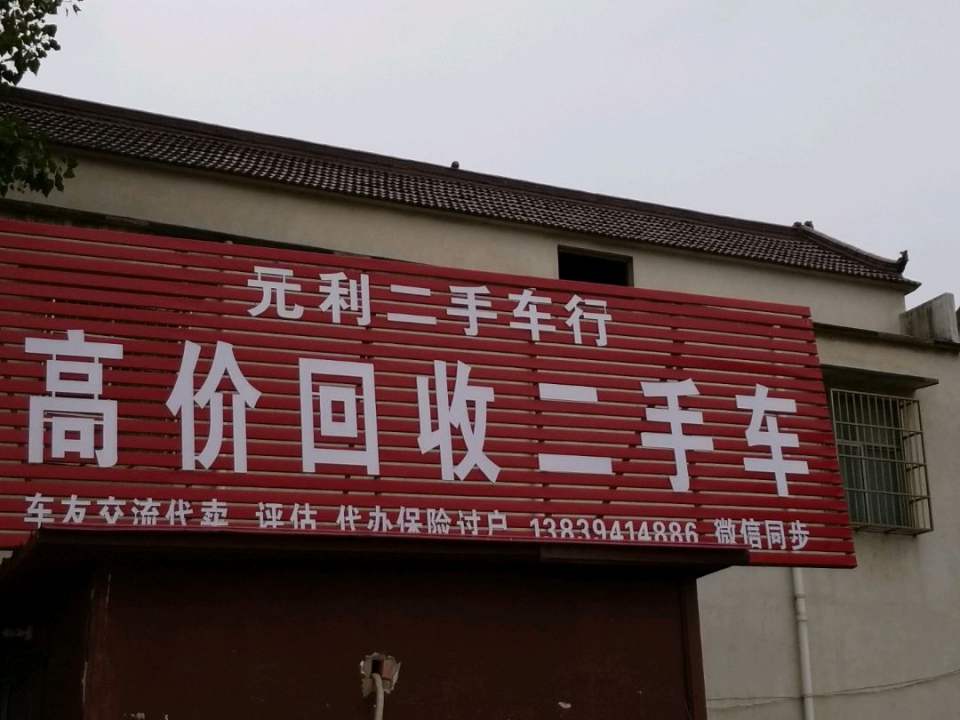 元利二手车行
高价回收二手车
车友交流代卖 评估 代办保险过户 13839414886 微信同步